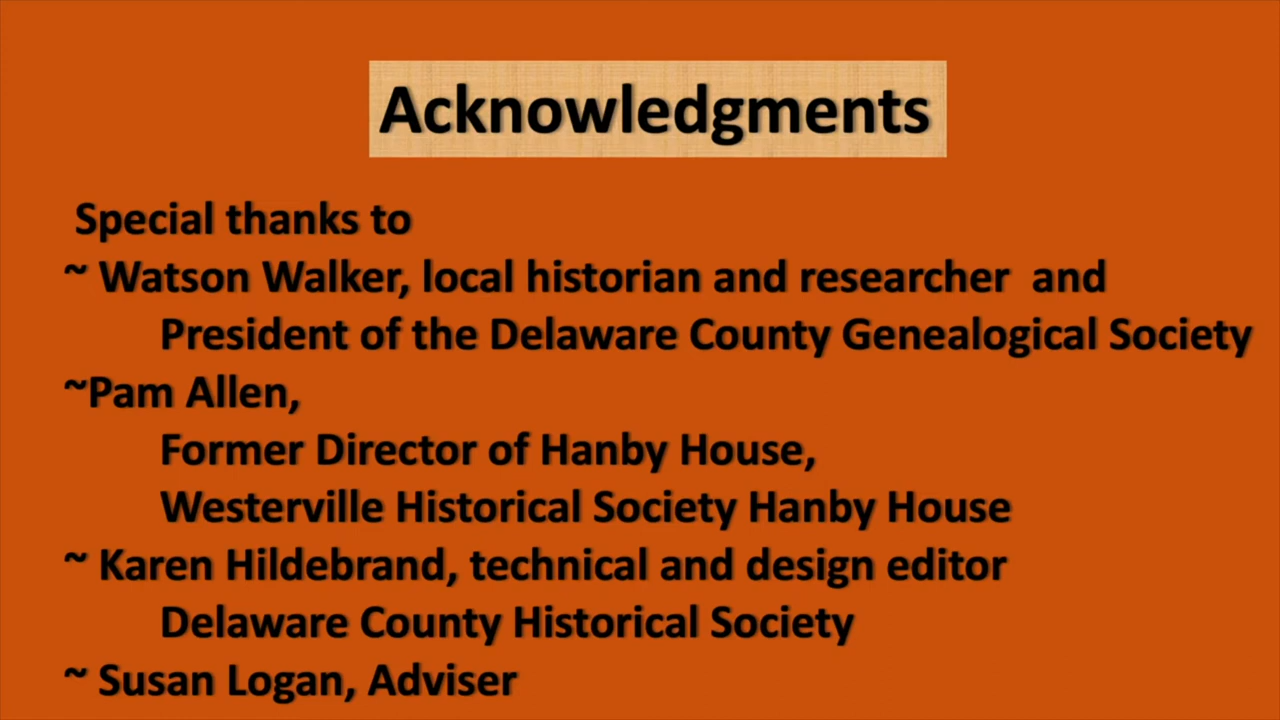 Acknowledgments
Special thanks to
~ Watson Walker, local historian and researcher and
President of the Delaware County Genealogical Society
~Pam Allen,
Former Director of Hanby House,
Westerville Historical Society Hanby House
~ Karen Hildebrand, technical and design editor
Delaware County Historical Society
~ Susan Logan, Adviser